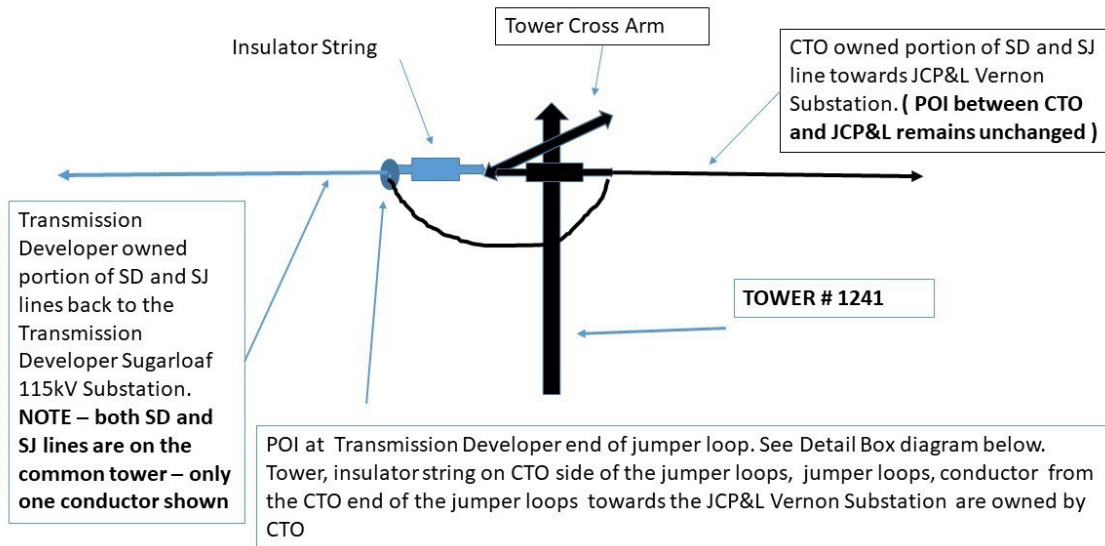 Insulator String
Tower Cross Arm
CTO owned portion of SD and SJ
line towards JCP&L Vernon
Substation. ( POI between CTO
and JCP&L remains unchanged )
Transmission
Developer owned
portion of SD and SJ
lines back to the
Transmission
Developer Sugarloaf
115kV Substation.
NOTE – both SD and
SJ lines are on the
common tower – only
one conductor shown
TOWER # 1241
POI at Transmission Developer end of jumper loop. See Detail Box diagram below.
Tower, insulator string on CTO side of the jumper loops, jumper loops, conductor from
the CTO end of the jumper loops towards the JCP&L Vernon Substation are owned by
CTO